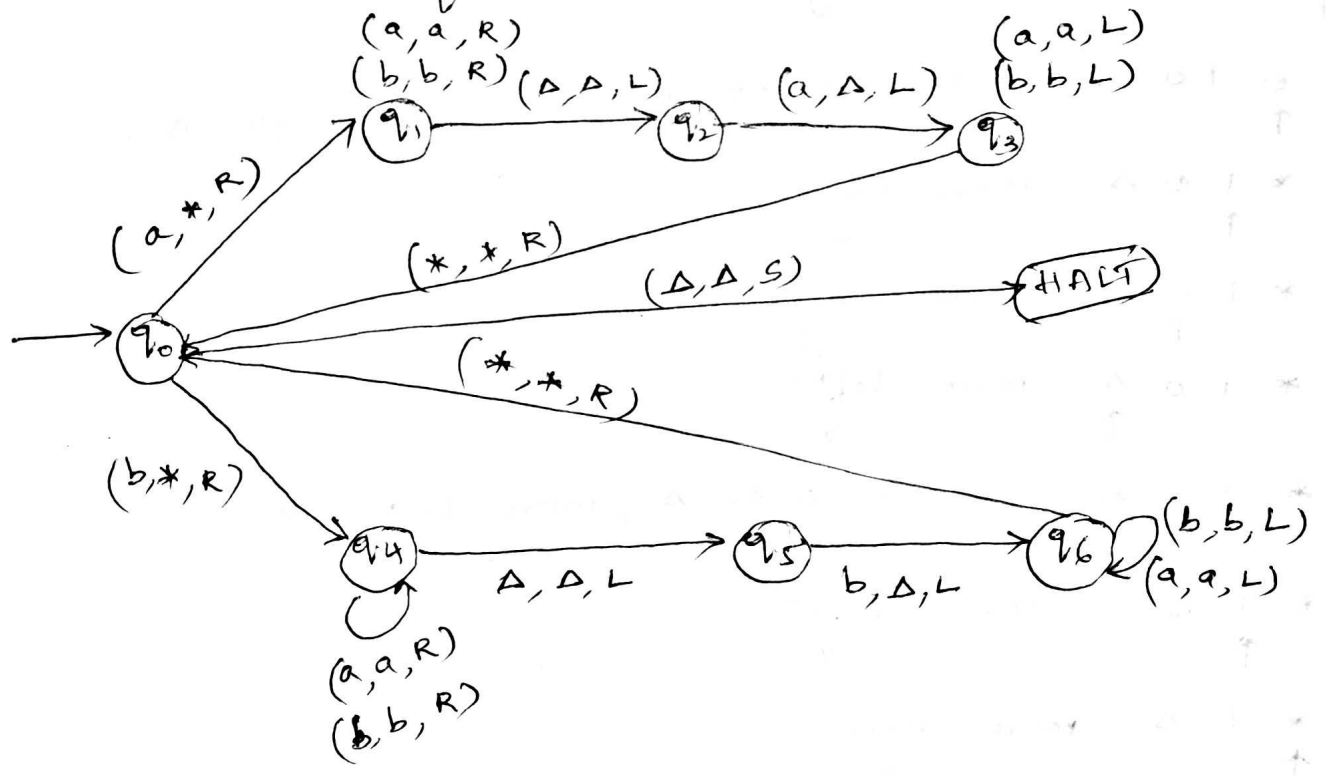 (a, a, R)
(b, b, R)
(Δ, Δ, L)
(a, Δ, L)
(a, a, L)
(b, b, L)
q1
q2
q3
(a, *, R)
(*, *, R)
(Δ, Δ, S)
HALT
q0
(*, *, R)
(b, *, R)
q4
Δ, Δ, L
q5
b, Δ, L
q6
(b, b, L)
(a, a, L)
(a, a, R)
(b, b, R)